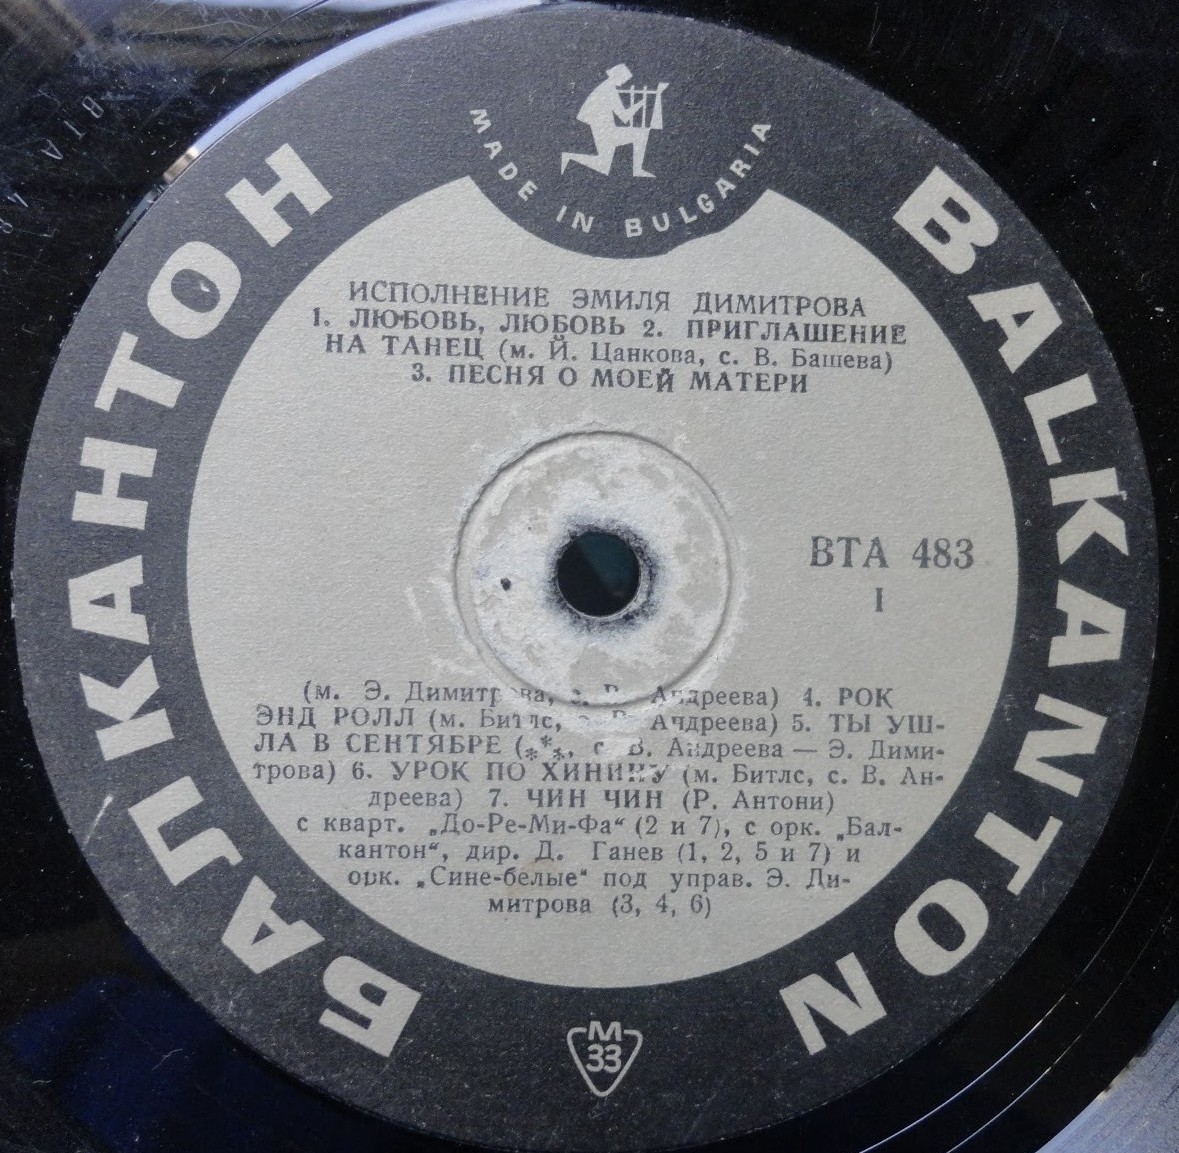 MADE IN BULGARIA
БАЛКАНТОН
BALKANTON
ИСПОЛНЕНИЕ ЭМИЛЯ ДИМИТРОВА
1. ЛЮБОВЬ, ЛЮБОВЬ 2. ПРИГЛАШЕНИЕ
НА ТАНЕЦ (м. Й. Цанкова, с. В. Башева)
3. ПЕСНЯ О МОЕЙ МАТЕРИ
ВТА 483
I
(м. Э. Димитрова, с. В. Андреева) 4. РОК
ЭНД РОЛЛ (м. Битлс, с. В. Андреева) 5. ТЫ УШ-
ЛА В СЕНТЯБРЕ (***, с. В. Андреева — Э. Дими-
трова) 6. УРОК ПО ХИНИНУ (м. Битлс, с. В. Ан-
дреева) 7. ЧИН ЧИН (Р. Антони)
с кварт. „До-Ре-Ми-Фа“ (2 и 7), с орк. „Бал-
кантон“, дир. Д. Ганев (1, 2, 5 и 7) и
орк. „Сине-белые“ под управ. Э. Ди-
митрова (3, 4, 6)
М
33